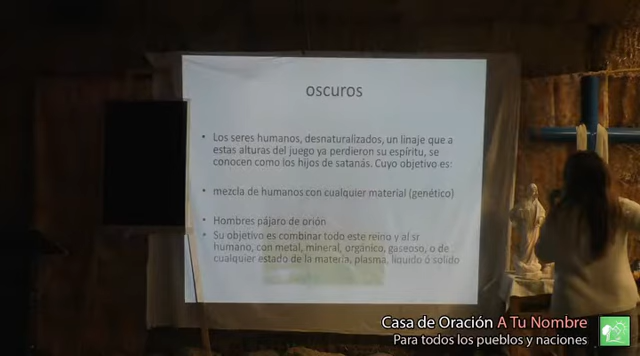 oscuros
• Los seres humanos, desnaturalizados, un linaje que a
estas alturas del juego ya perdieron su espíritu, se
conocen como los hijos de satanás. Cuyo objetivo es:
• mezcla de humanos con cualquier material (genético)
• Hombres pájaro de orión
• Su objetivo es combinar todo este reino y al sr
humano, con metal, mineral, orgánico, gaseoso, o de
cualquier estado de la materia, plasma, liquido ó solido
Casa de Oración A Tu Nombre
Para todos los pueblos y naciones